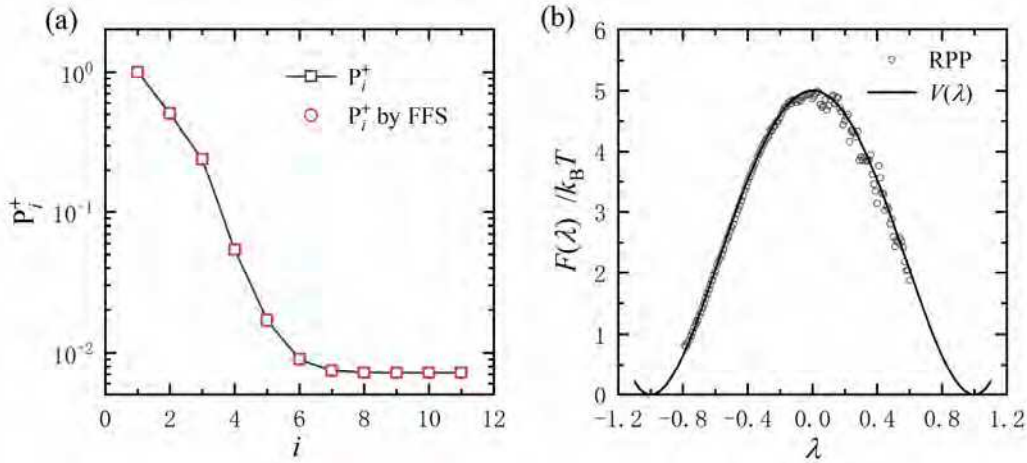 (a)
10^0
10^-1
10^-2
P_i^+
P_i^+ by FFS
P_i^+
0 2 4 6 8 10 12
i
(b)
6
5
4
3
2
1
0
RPP
V(λ)
F(λ) /k_BT
-1.2 -0.8 -0.4 0.0 0.4 0.8 1.2
λ